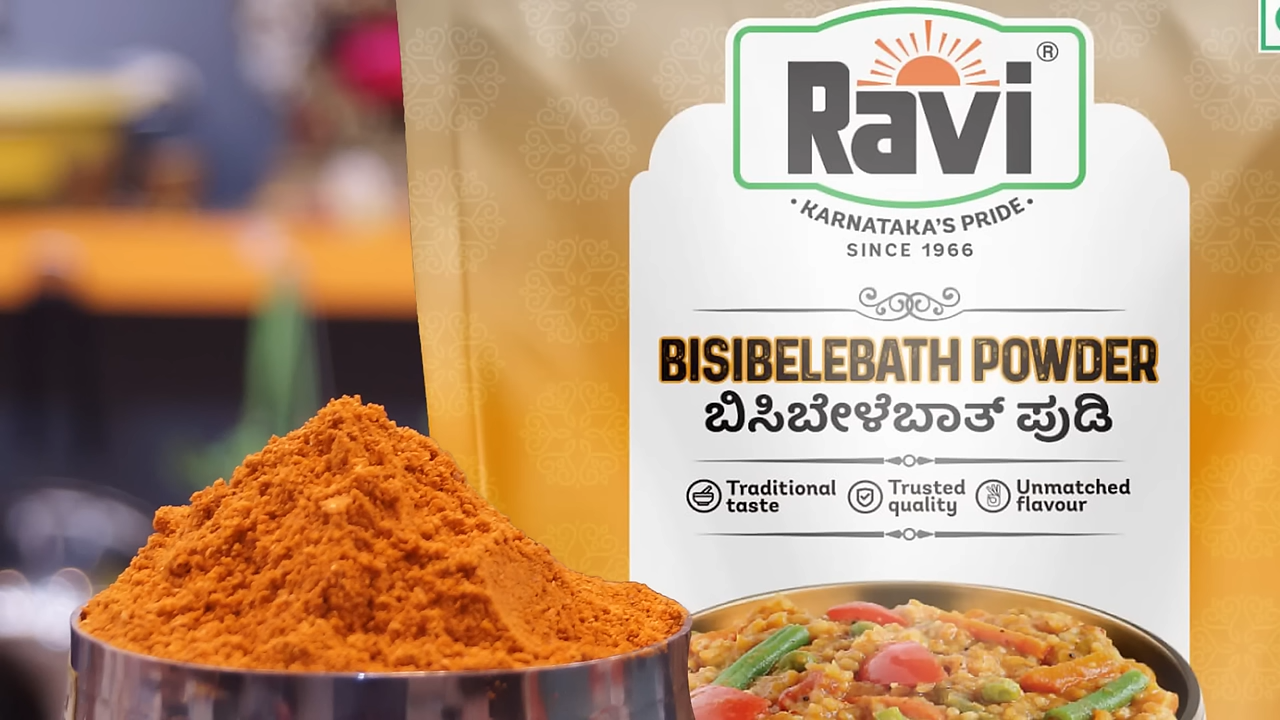 Ravi ®
• KARNATAKA'S PRIDE •
SINCE 1966
BISIBELEBATH POWDER
ಬಿಸಿಬೇಳೆಬಾತ್ ಪುಡಿ
Traditional taste
Trusted quality
Unmatched flavour